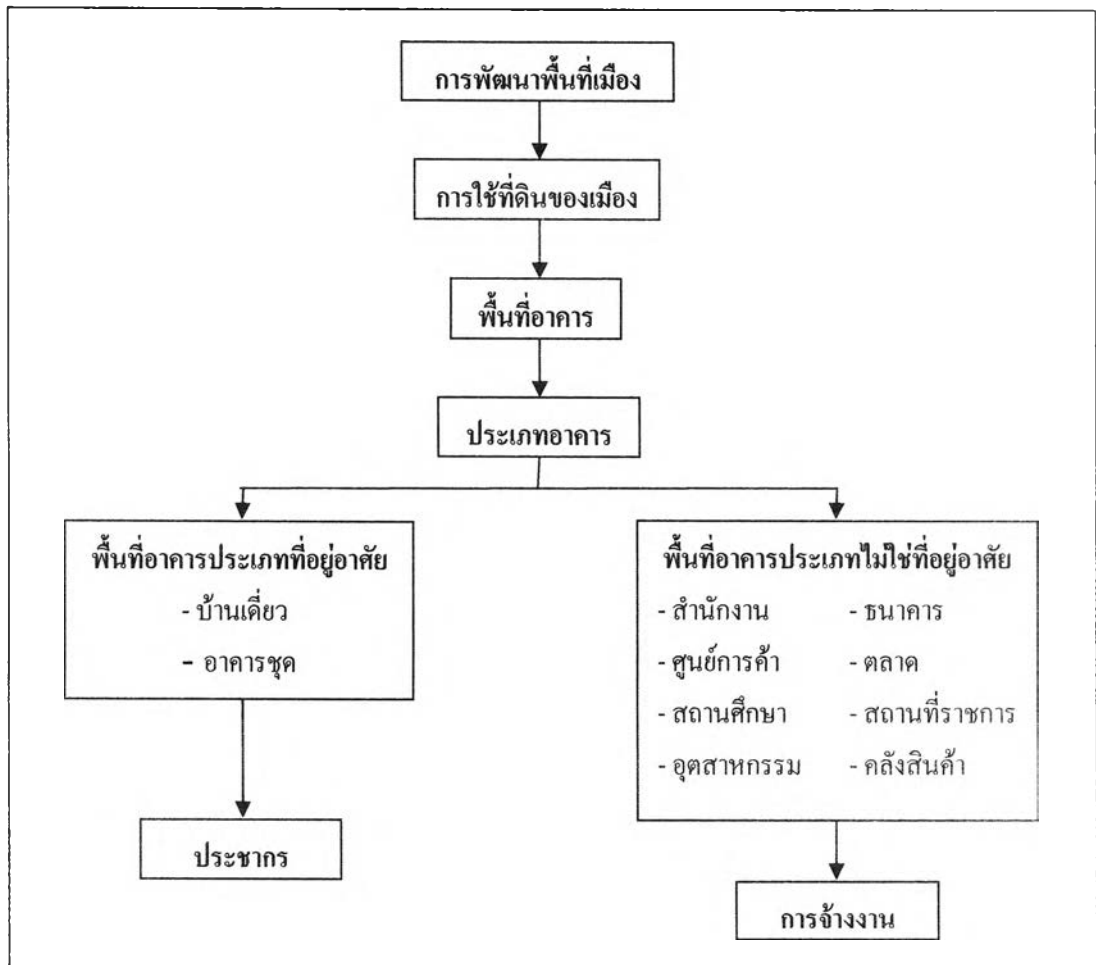 การพัฒนาพื้นที่เมือง
การใช้ที่ดินของเมือง
พื้นที่อาคาร
ประเภทอาคาร
พื้นที่อาคารประเภทที่อยู่อาศัย
- บ้านเดี่ยว
- อาคารชุด
ประชากร
พื้นที่อาคารประเภทไม่ใช่ที่อยู่อาศัย
- สำนักงาน - ธนาคาร
- ศูนย์การค้า - ตลาด
- สถานศึกษา - สถานที่ราชการ
- อุตสาหกรรม - คลังสินค้า
การจ้างงาน